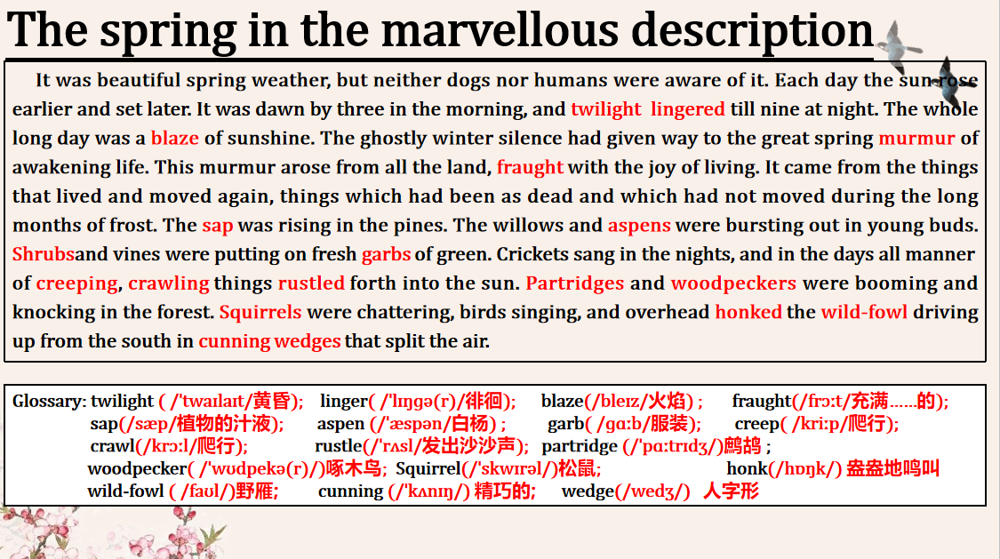 The spring in the marvellous description
It was beautiful spring weather, but neither dogs nor humans were aware of it. Each day the sun rose
earlier and set later. It was dawn by three in the morning, and twilight lingered till nine at night. The whole
long day was a blaze of sunshine. The ghostly winter silence had given way to the great spring murmur of
awakening life. This murmur arose from all the land, fraught with the joy of living. It came from the things
that lived and moved again, things which had been as dead and which had not moved during the long
months of frost. The sap was rising in the pines. The willows and aspens were bursting out in young buds.
Shrubsand vines were putting on fresh garbs of green. Crickets sang in the nights, and in the days all manner
of creeping, crawling things rustled forth into the sun. Partridges and woodpeckers were booming and
knocking in the forest. Squirrels were chattering, birds singing, and overhead honked the wild-fowl driving
up from the south in cunning wedges that split the air.
Glossary: twilight ( /ˈtwaɪlaɪt/黄昏); linger( /ˈlɪŋɡə(r)/徘徊); blaze(/bleɪz/火焰) ; fraught(/frɔːt/充满......的);
sap(/sæp/植物的汁液); aspen (/ˈæspən/白杨) ; garb( /ɡɑːb/服装); creep( /kriːp/爬行);
crawl(/krɔːl/爬行); rustle(/ˈrʌsl/发出沙沙声); partridge (/ˈpɑːtrɪdʒ/)鹧鸪 ;
woodpecker( /ˈwʊdpekə(r)/)啄木鸟; Squirrel(/ˈskwɪrəl/)松鼠; honk(/hɒŋk/) 盎盎地鸣叫
wild-fowl ( /faʊl/)野雁; cunning (/ˈkʌnɪŋ/) 精巧的; wedge(/wedʒ/) 人字形